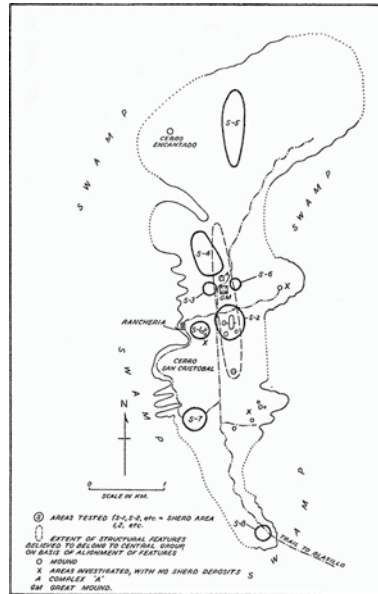 SWAMP
SWAMP
S-5
CERRO
ENCANTADO
S-4
S-6
S-3
GM
X
S-2
RANCHERIA
X
CERRO
SAN CRISTOBAL
SWAMP
N
S-7
X
SWAMP
SCALE IN KM.
S-8
TRAIL TO OLATILLO
S AREAS TESTED (S-1, S-2, ETC. = SHERD AREA
1, 2, ETC.
EXTENT OF STRUCTURAL FEATURES
BELIEVED TO BELONG TO CENTRAL GROUP
ON BASIS OF ALIGNMENT OF FEATURES
O MOUND
X AREAS INVESTIGATED, WITH NO SHERD DEPOSITS
A COMPLEX "A"
GM GREAT MOUND.